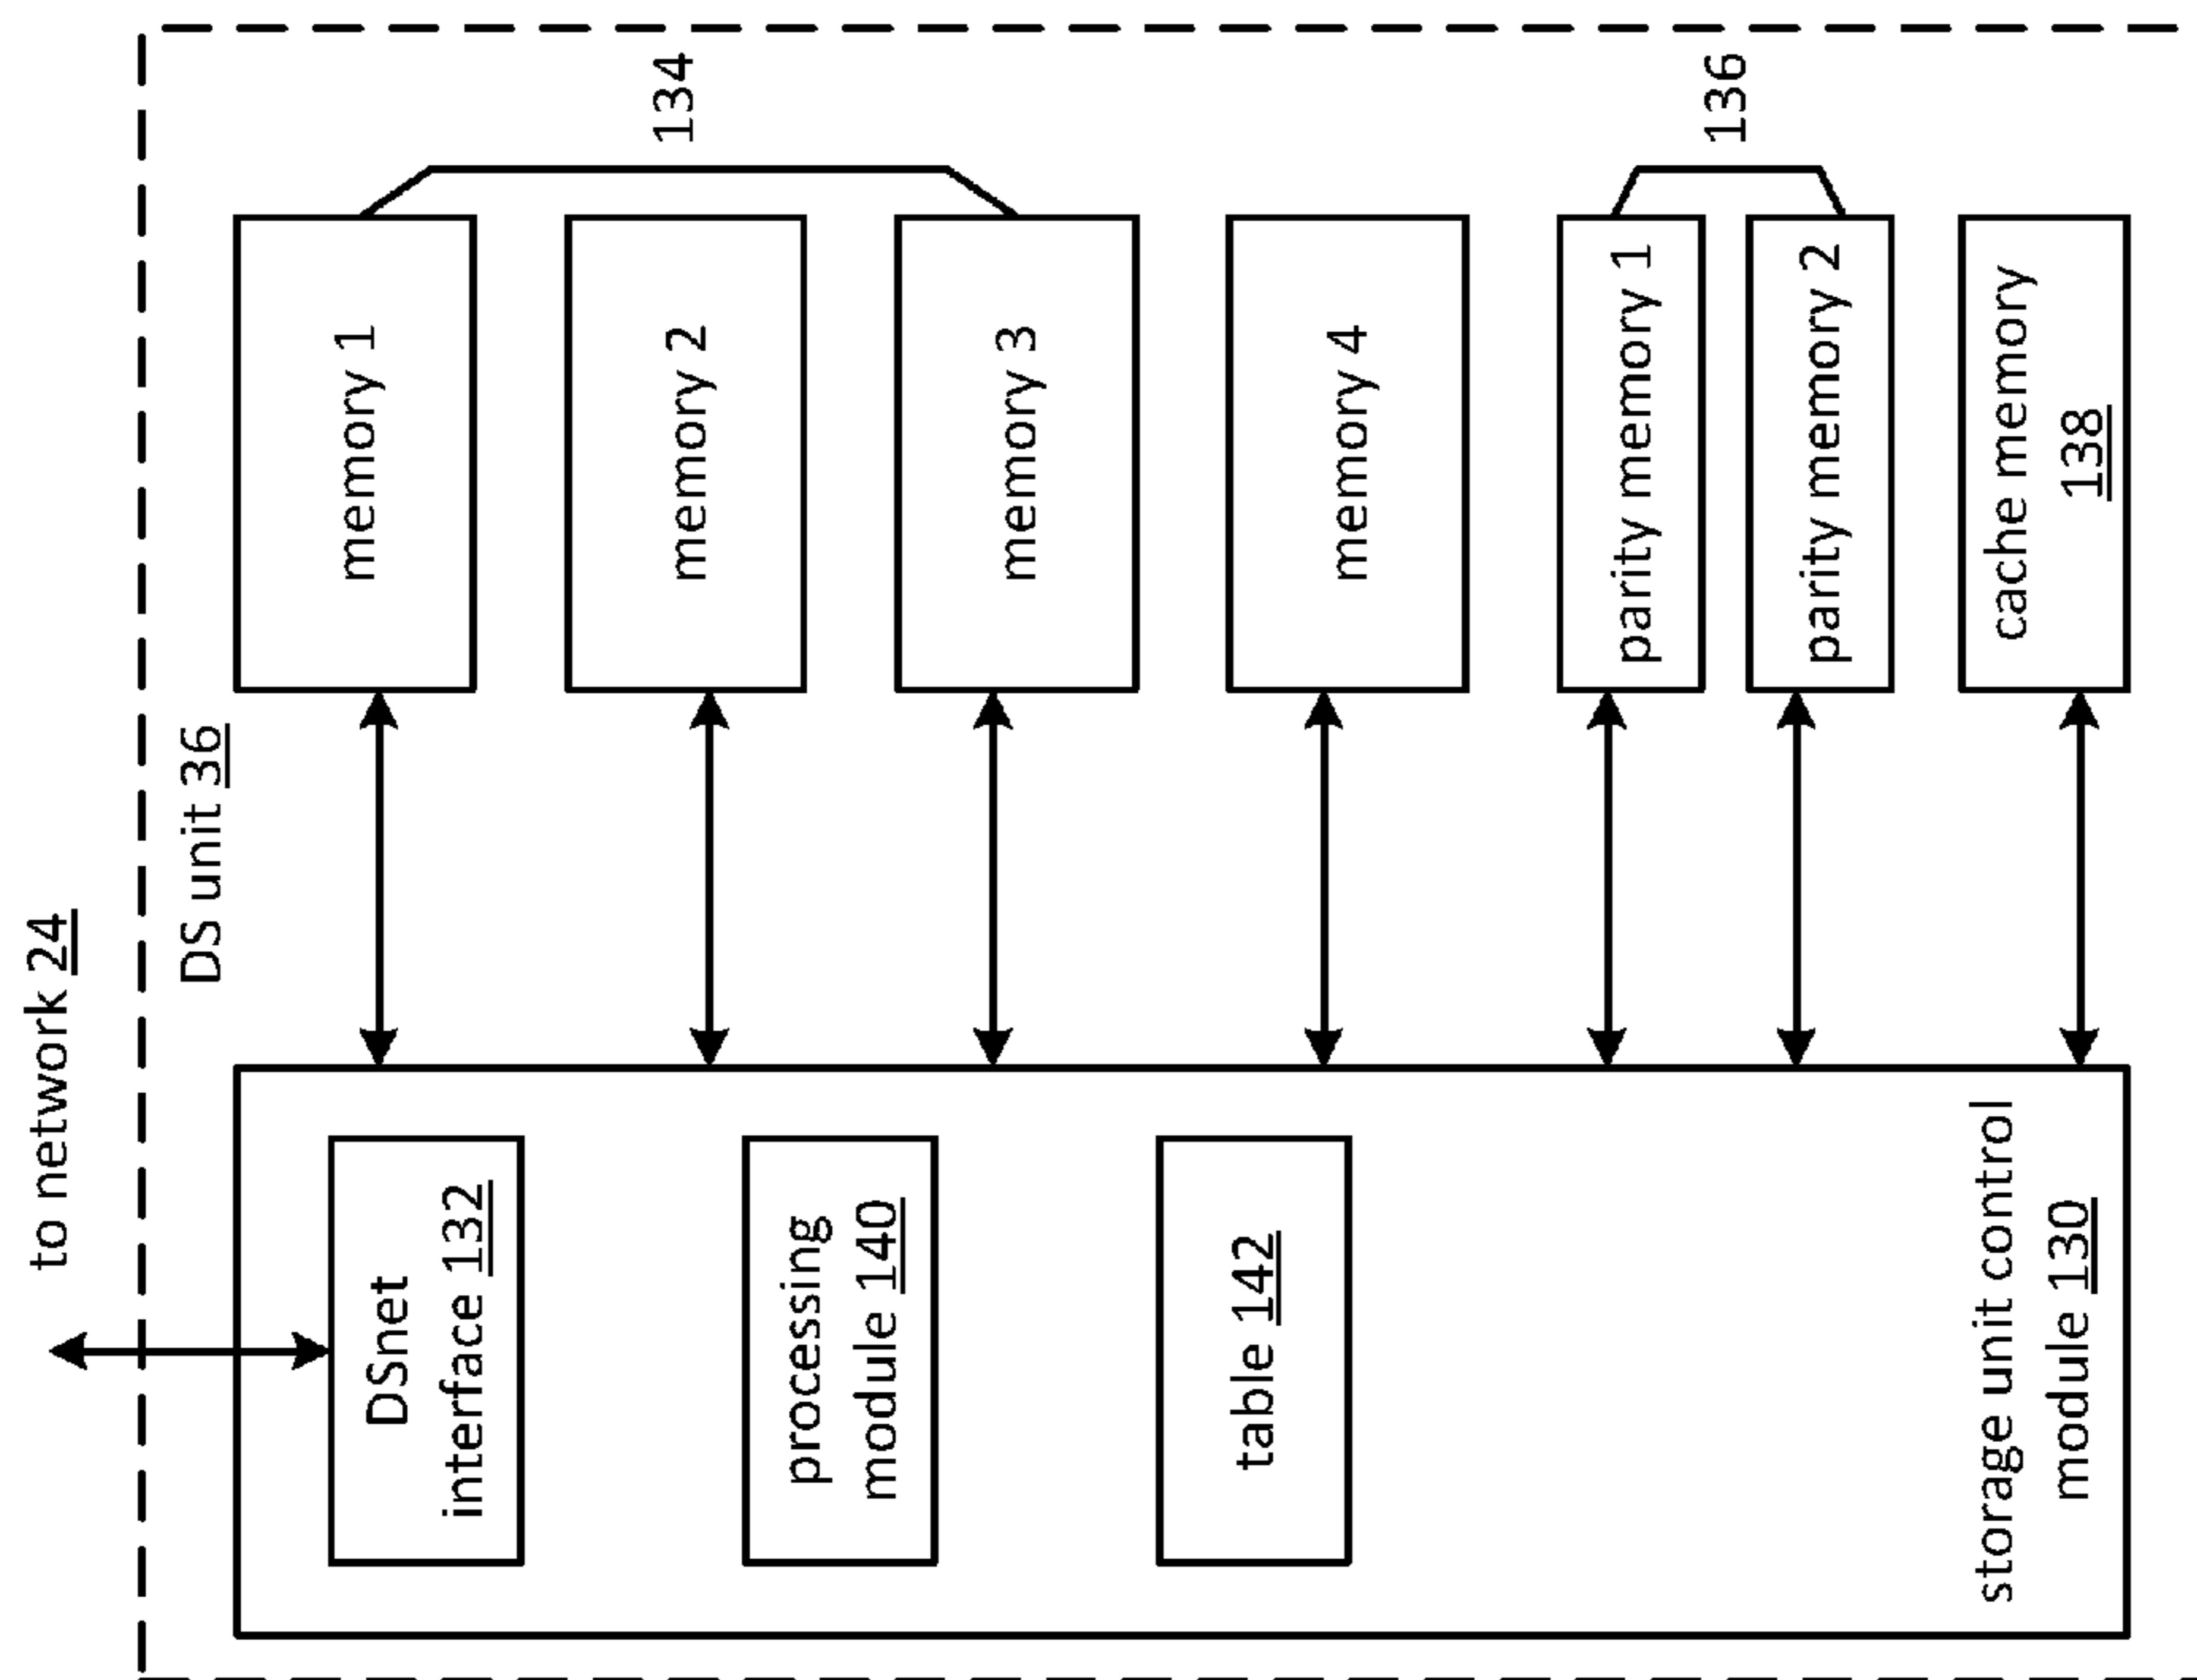 to network 24
DS unit 36
DSnet
interface 132
processing
module 140
table 142
storage unit control
module 130
memory 1
memory 2
memory 3
memory 4
134
parity memory 1
parity memory 2
136
cache memory
138